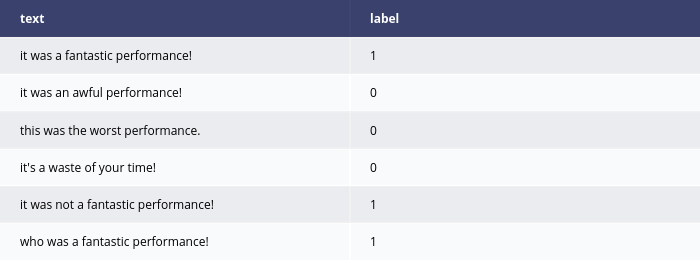 text label
it was a fantastic performance! 1
it was an awful performance! 0
this was the worst performance. 0
it's a waste of your time! 0
it was not a fantastic performance! 1
who was a fantastic performance! 1